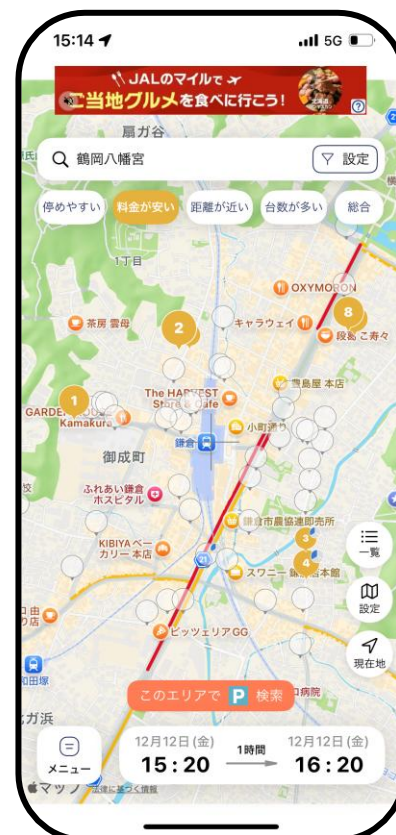 15:14
5G
JALのマイルで
ご当地グルメを食べに行こう!
扇ガ谷
鶴岡八幡宮
設定
停めやすい
料金が安い
距離が近い
台数が多い
総合
1丁目
OXYMORON
8
茶房 雲母
2
キャラウェイ
段葛 こ寿々
豊島屋 本店
The HARVEST
Store & Cafe
1
GARDEN HOUSE
Kamakura
小町通り
鎌倉
御成町
ふれあい鎌倉
ホスピタル
鎌倉市農協連即売所
3
一覧
KIBIYAベー
カリー 本店
21
4
スワニー 鎌倉本館
設定
ピッツェリアGG
現在地
和田塚
このエリアで P 検索
病院
メニュー
12月12日(金)
15:20
1時間
12月12日(金)
16:20
マップ
法律に基づく情報